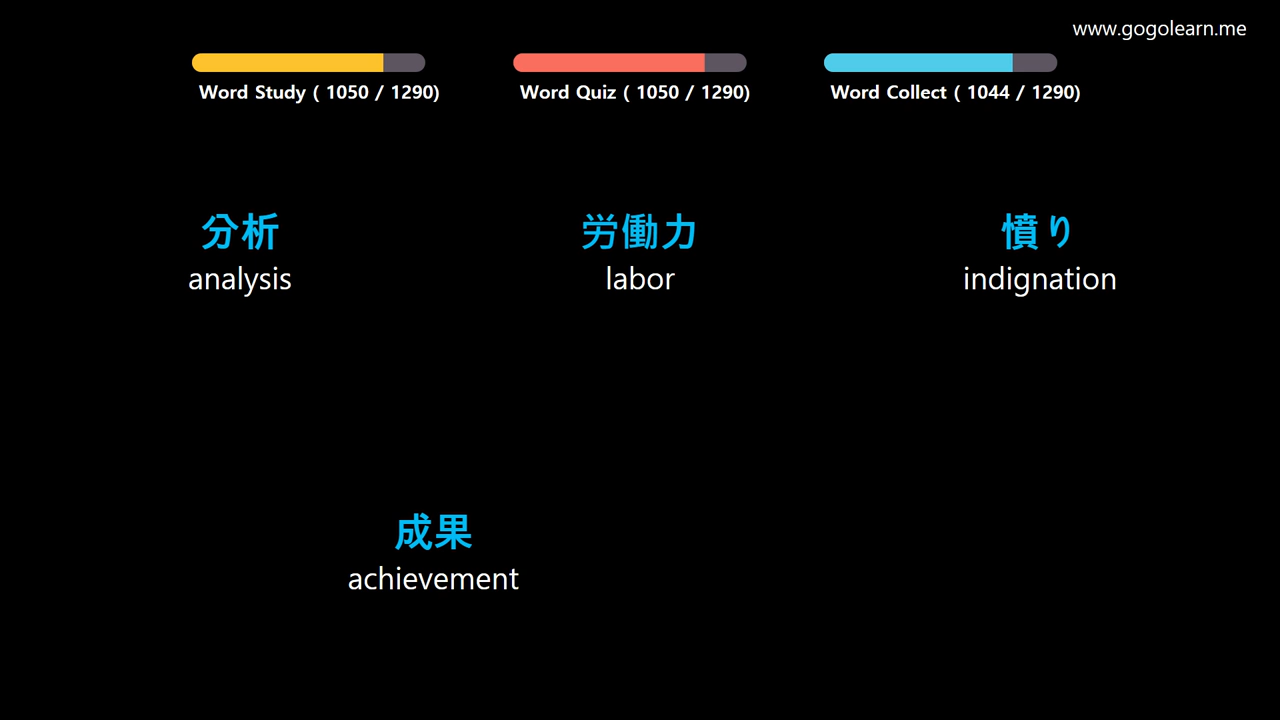 www.gogolearn.me
Word Study ( 1050 / 1290)
Word Quiz ( 1050 / 1290)
Word Collect ( 1044 / 1290)
分析
analysis
労働力
labor
憤り
indignation
成果
achievement